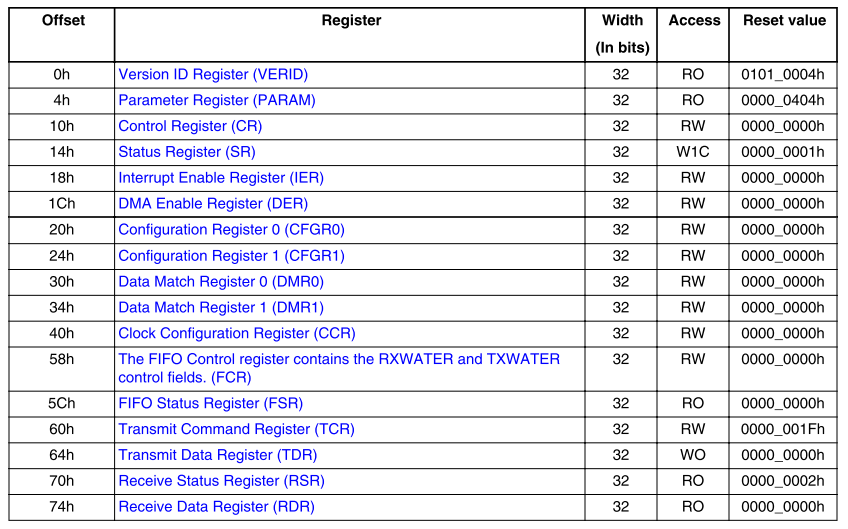 Offset Register Width Access Reset value
(In bits)
0h Version ID Register (VERID) 32 RO 0101_0004h
4h Parameter Register (PARAM) 32 RO 0000_0404h
10h Control Register (CR) 32 RW 0000_0000h
14h Status Register (SR) 32 W1C 0000_0001h
18h Interrupt Enable Register (IER) 32 RW 0000_0000h
1Ch DMA Enable Register (DER) 32 RW 0000_0000h
20h Configuration Register 0 (CFGR0) 32 RW 0000_0000h
24h Configuration Register 1 (CFGR1) 32 RW 0000_0000h
30h Data Match Register 0 (DMR0) 32 RW 0000_0000h
34h Data Match Register 1 (DMR1) 32 RW 0000_0000h
40h Clock Configuration Register (CCR) 32 RW 0000_0000h
58h The FIFO Control register contains the RXWATER and TXWATER 32 RW 0000_0000h
control fields. (FCR)
5Ch FIFO Status Register (FSR) 32 RO 0000_0000h
60h Transmit Command Register (TCR) 32 RW 0000_001Fh
64h Transmit Data Register (TDR) 32 WO 0000_0000h
70h Receive Status Register (RSR) 32 RO 0000_0002h
74h Receive Data Register (RDR) 32 RO 0000_0000h